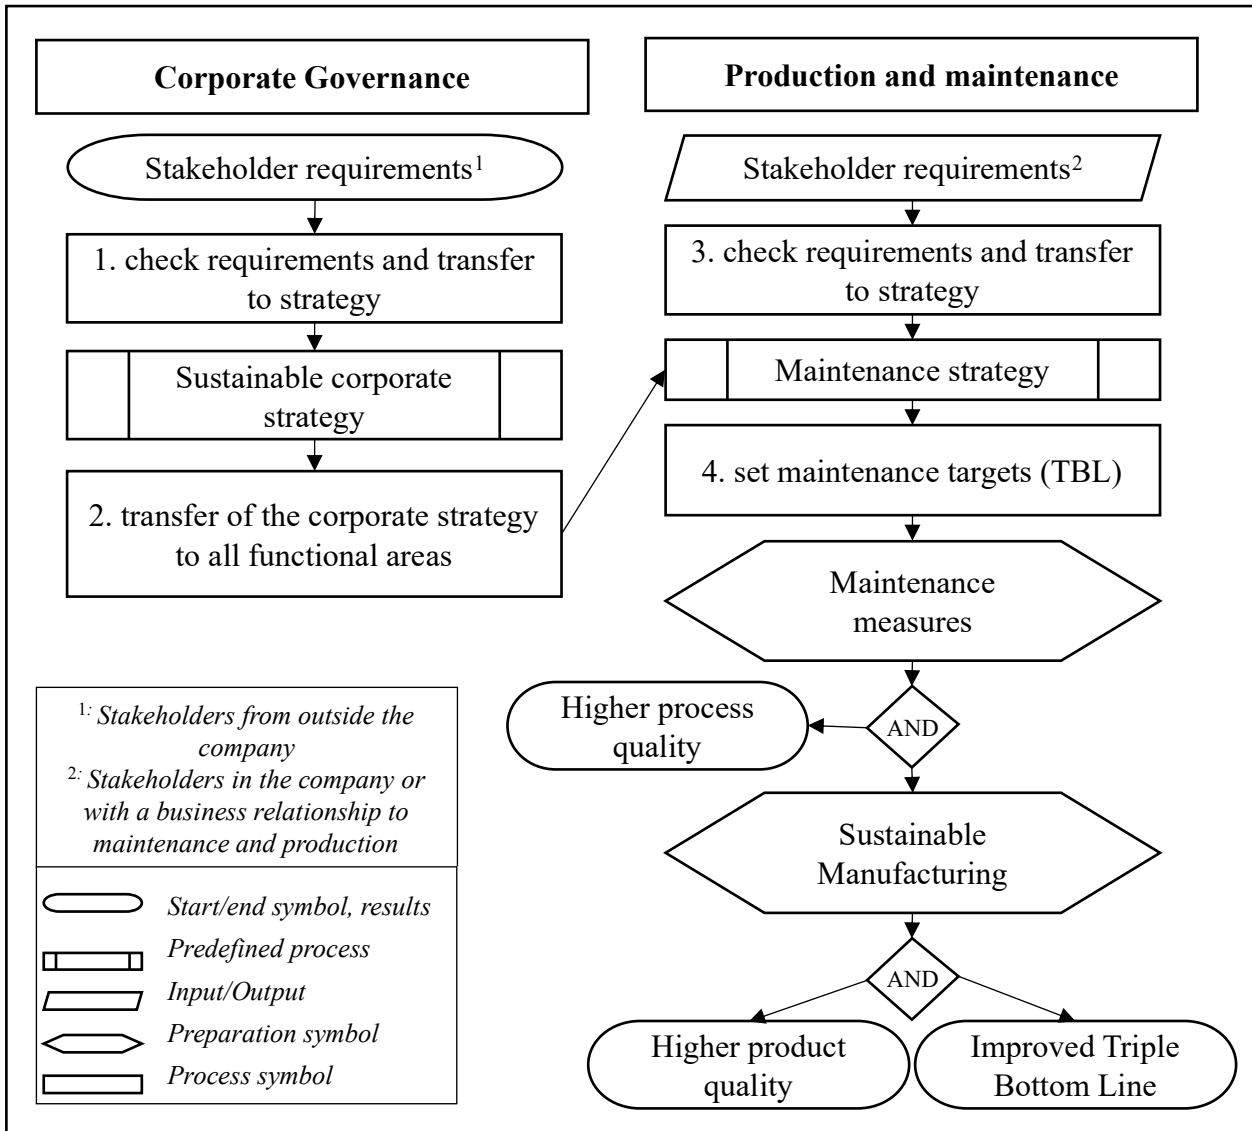 Corporate Governance
Stakeholder requirements¹
1. check requirements and transfer
to strategy
Sustainable corporate
strategy
2. transfer of the corporate strategy
to all functional areas
Production and maintenance
Stakeholder requirements²
3. check requirements and transfer
to strategy
Maintenance strategy
4. set maintenance targets (TBL)
Maintenance
measures
AND
Higher process
quality
Sustainable
Manufacturing
AND
Higher product
quality
Improved Triple
Bottom Line
¹: Stakeholders from outside the
company
²: Stakeholders in the company or
with a business relationship to
maintenance and production
Start/end symbol, results
Predefined process
Input/Output
Preparation symbol
Process symbol